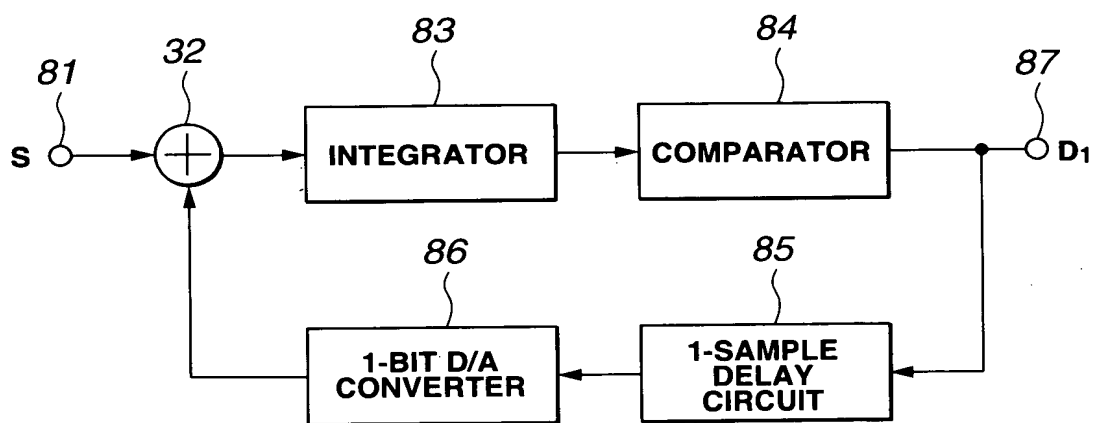 81
32
83
84
87
S
+
INTEGRATOR
COMPARATOR
D1
86
85
1-BIT D/A
CONVERTER
1-SAMPLE
DELAY
CIRCUIT